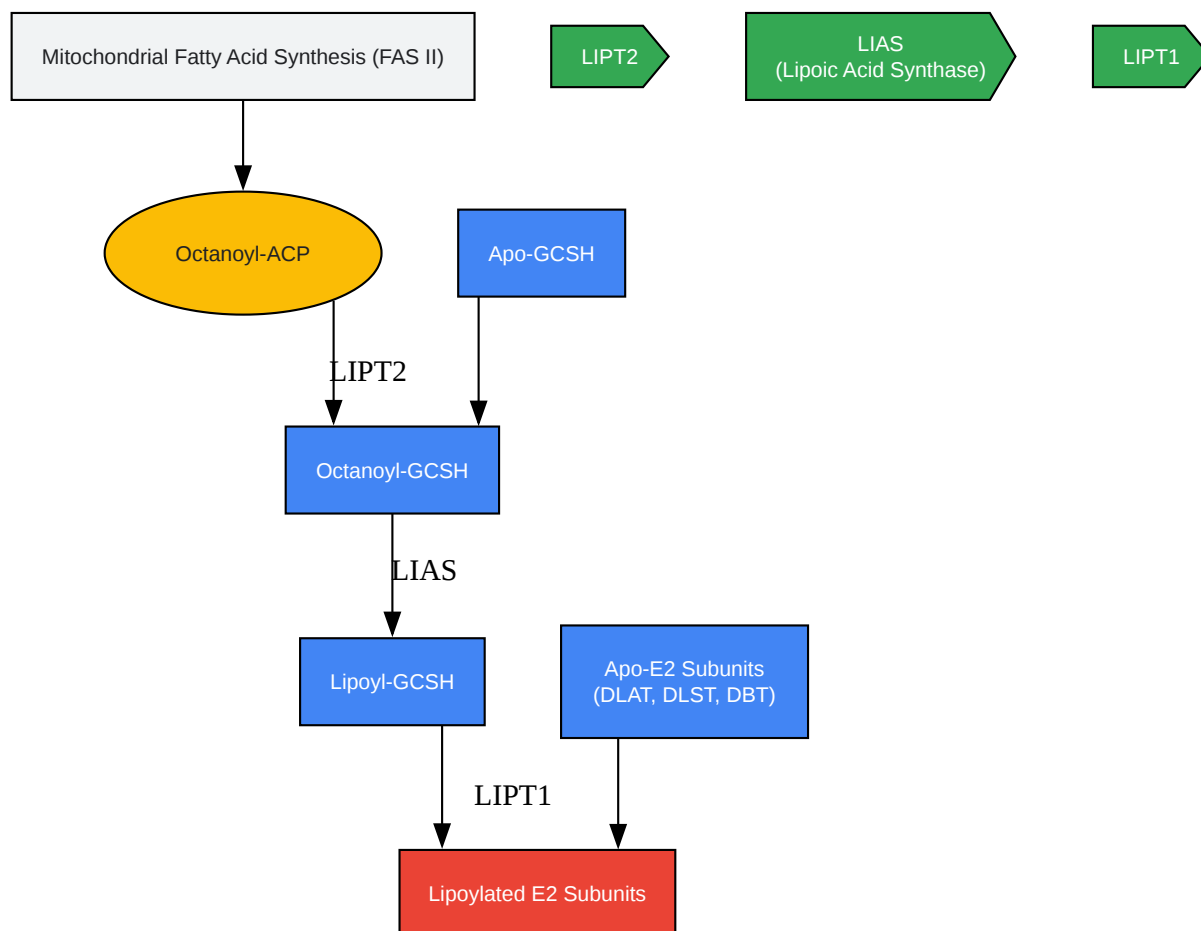 Mitochondrial Fatty Acid Synthesis (FAS II)
LIPT2
LIAS
(Lipoic Acid Synthase)
LIPT1
Octanoyl-ACP
Apo-GCSH
LIPT2
Octanoyl-GCSH
LIAS
Lipoyl-GCSH
Apo-E2 Subunits
(DLAT, DLST, DBT)
LIPT1
Lipoylated E2 Subunits